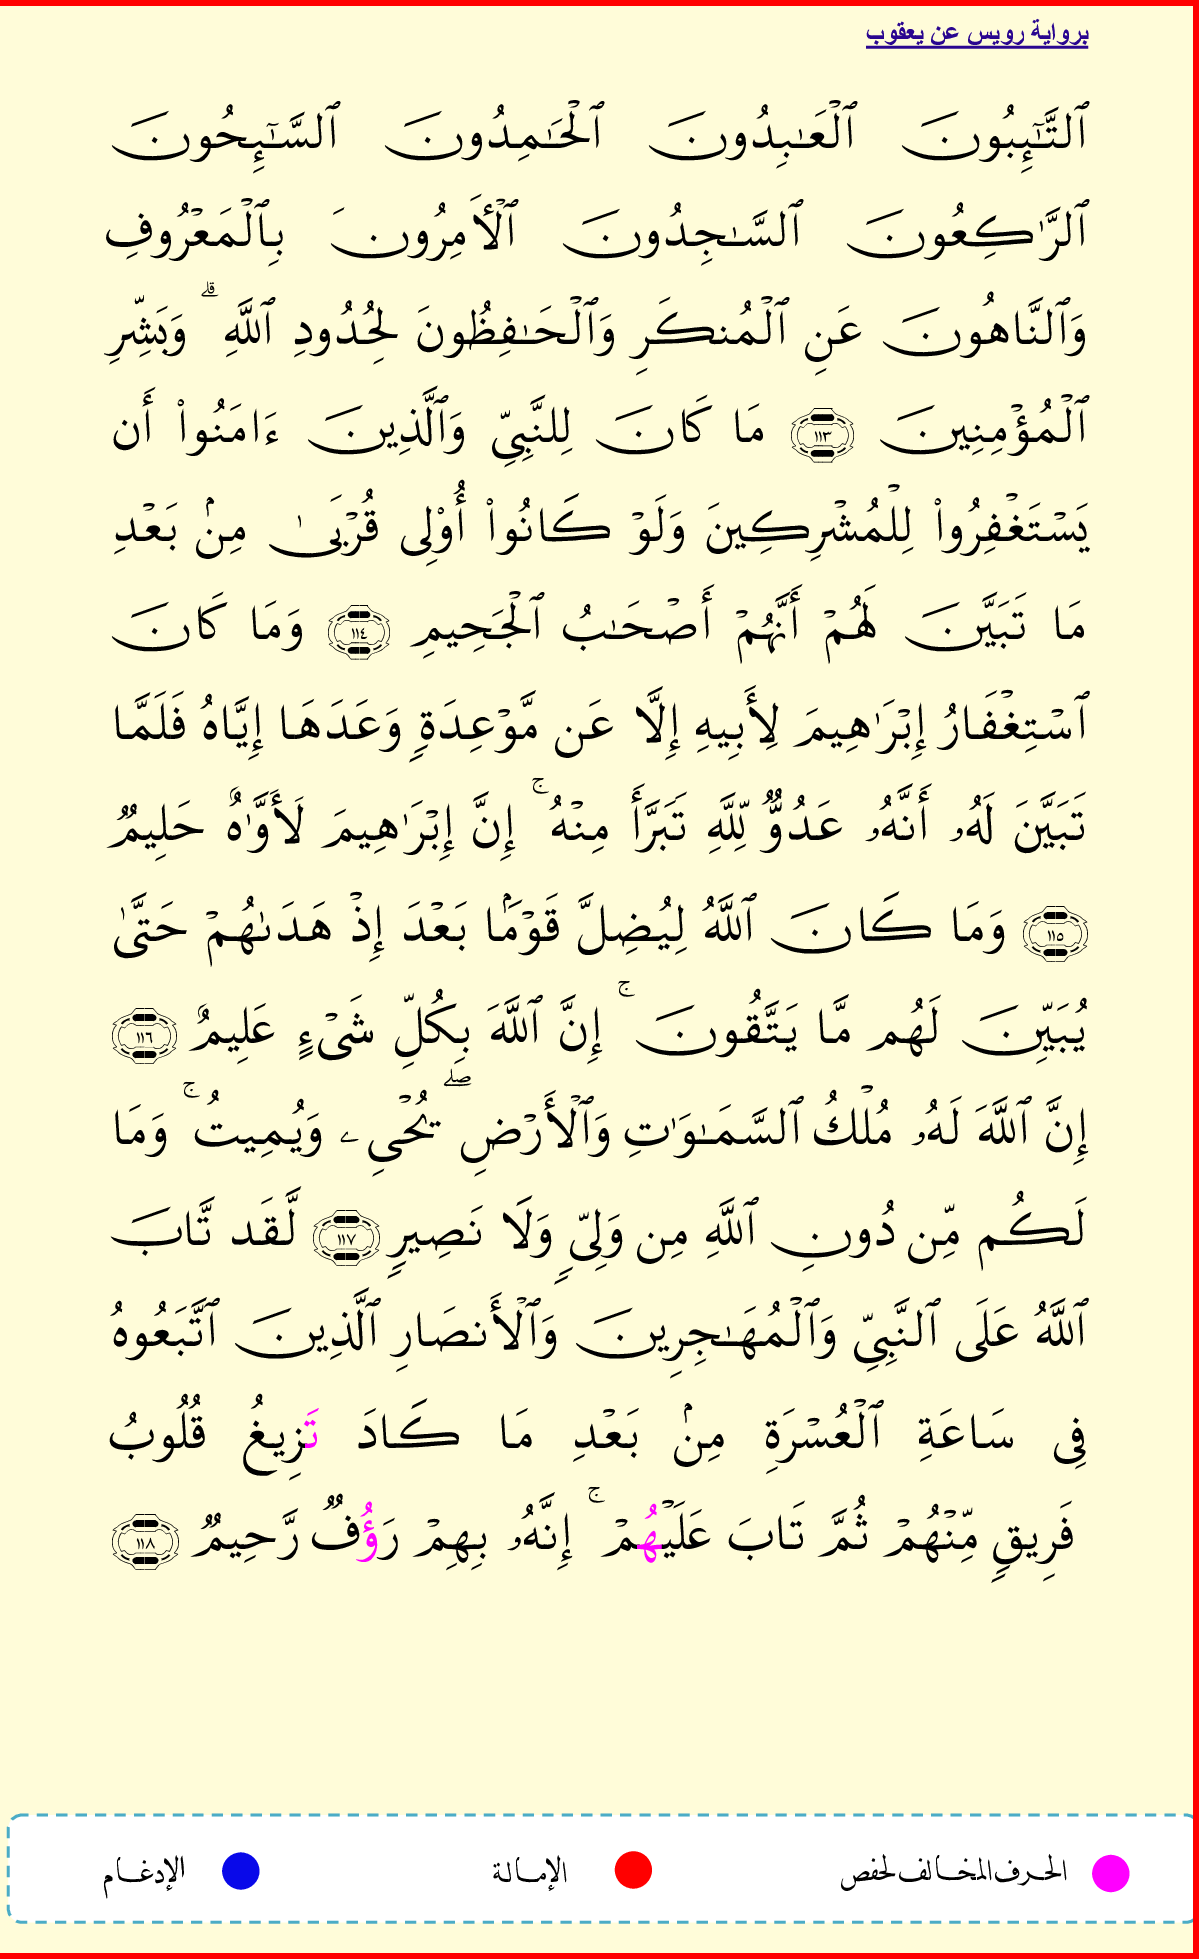 برواية رويس عن يعقوب
ٱلتَّـٰٓئِبُونَ ٱلْعَـٰبِدُونَ ٱلْحَـٰمِدُونَ ٱلسَّـٰٓئِحُونَ
ٱلرَّٰكِعُونَ ٱلسَّـٰجِدُونَ ٱلْأَمِرُونَ بِٱلْمَعْرُوفِ
وَٱلنَّاهُونَ عَنِ ٱلْمُنكَرِ وَٱلْحَـٰفِظُونَ لِحُدُودِ ٱللَّهِ ۗ وَبَشِّرِ
ٱلْمُؤْمِنِينَ ١١٣ مَا كَانَ لِلنَّبِيِّ وَٱلَّذِينَ ءَامَنُوا۟ أَن
يَسْتَغْفِرُوا۟ لِلْمُشْرِكِينَ وَلَوْ كَانُوا۟ أُو۟لِى قُرْبَىٰ مِنۢ بَعْدِ
مَا تَبَيَّنَ لَهُمْ أَنَّهُمْ أَصْحَـٰبُ ٱلْجَحِيمِ ١١٤ وَمَا كَانَ
ٱسْتِغْفَارُ إِبْرَٰهِيمَ لِأَبِيهِ إِلَّا عَن مَّوْعِدَةٍ وَعَدَهَا إِيَّاهُ فَلَمَّا
تَبَيَّنَ لَهُۥ أَنَّهُۥ عَدُوٌّ لِّلَّهِ تَبَرَّأَ مِنْهُ ۚ إِنَّ إِبْرَٰهِيمَ لَأَوَّٰهٌ حَلِيمٌ
١١٥ وَمَا كَانَ ٱللَّهُ لِيُضِلَّ قَوْمًۢا بَعْدَ إِذْ هَدَىٰهُمْ حَتَّىٰ
يُبَيِّنَ لَهُم مَّا يَتَّقُونَ ۚ إِنَّ ٱللَّهَ بِكُلِّ شَىْءٍ عَلِيمٌ ١١٦
إِنَّ ٱللَّهَ لَهُۥ مُلْكُ ٱلسَّمَـٰوَٰتِ وَٱلْأَرْضِ ۖ يُحْىِۦ وَيُمِيتُ ۚ وَمَا
لَكُم مِّن دُونِ ٱللَّهِ مِن وَلِىٍّ وَلَا نَصِيرٍ ١١٧ لَّقَد تَّابَ
ٱللَّهُ عَلَى ٱلنَّبِيِّ وَٱلْمُهَـٰجِرِينَ وَٱلْأَنصَارِ ٱلَّذِينَ ٱتَّبَعُوهُ
فِى سَاعَةِ ٱلْعُسْرَةِ مِنۢ بَعْدِ مَا كَادَ تَزِيغُ قُلُوبُ
فَرِيقٍ مِّنْهُمْ ثُمَّ تَابَ عَلَيْهُمْ ۚ إِنَّهُۥ بِهِمْ رَؤُفٌ رَّحِيمٌ ١١٨
الحرف المخالف لحفص الإمالة الإدغام